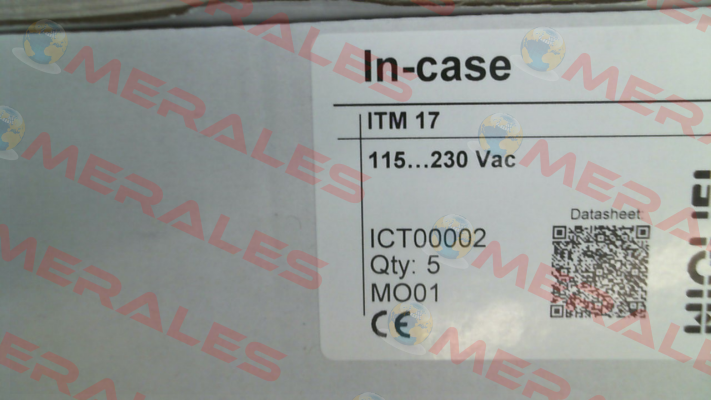 In-case
ITM 17
115...230 Vac
Datasheet
ICT00002
Qty: 5
MO01
CE
MERALES
MERALES
MERALES
MERALES
MERALES